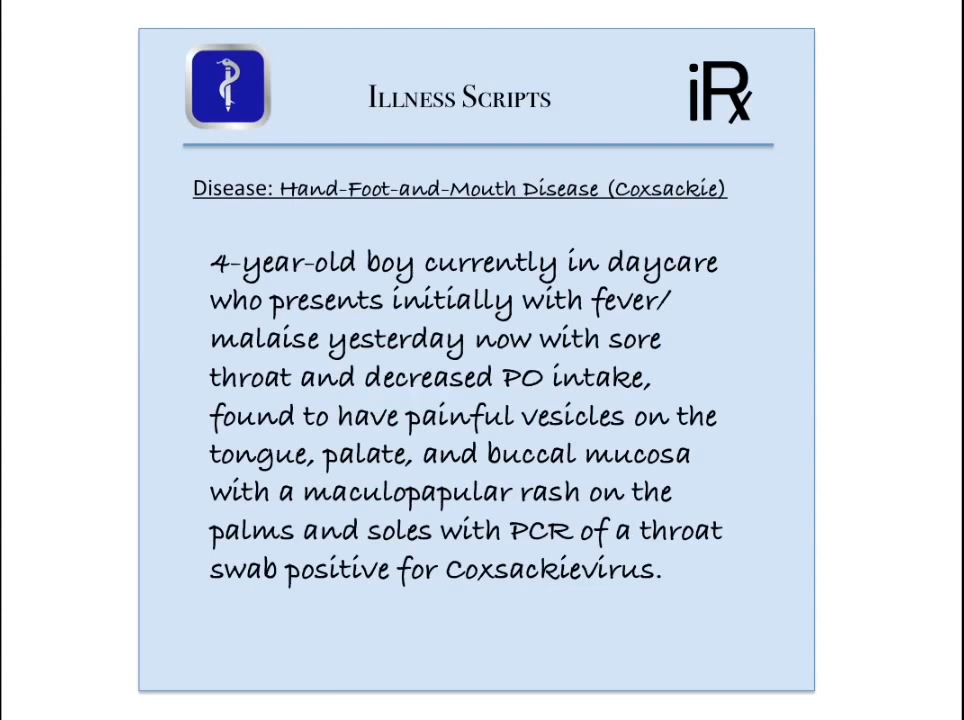 Illness Scripts
iRx
Disease: Hand-Foot-and-Mouth Disease (Coxsackie)
4-year-old boy currently in daycare
who presents initially with fever/
malaise yesterday now with sore
throat and decreased PO intake,
found to have painful vesicles on the
tongue, palate, and buccal mucosa
with a maculopapular rash on the
palms and soles with PCR of a throat
swab positive for Coxsackievirus.